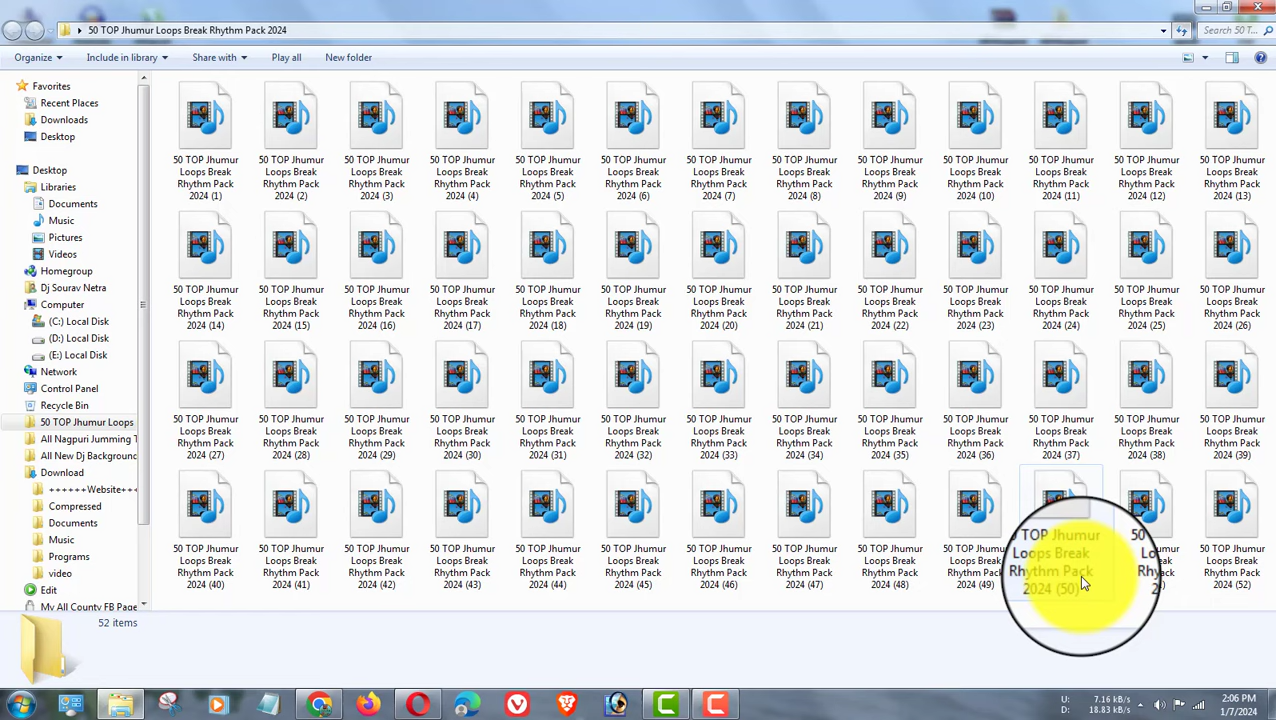 50 TOP Jhumur Loops Break Rhythm Pack 2024
Search 50 T...
Organize
Include in library
Share with
Play all
New folder
Favorites
Recent Places
Downloads
Desktop
Desktop
Libraries
Documents
Music
Pictures
Videos
Homegroup
Dj Sourav Netra
Computer
(C:) Local Disk
(D:) Local Disk
(E:) Local Disk
Network
Control Panel
Recycle Bin
50 TOP Jhumur Loops
All Nagpuri Jumming T
All New Dj Background
Download
++++++Website++
Compressed
Documents
Music
Programs
video
Edit
My All County FB Page
50 TOP Jhumur
Loops Break
Rhythm Pack
2024 (1)
50 TOP Jhumur
Loops Break
Rhythm Pack
2024 (2)
50 TOP Jhumur
Loops Break
Rhythm Pack
2024 (3)
50 TOP Jhumur
Loops Break
Rhythm Pack
2024 (4)
50 TOP Jhumur
Loops Break
Rhythm Pack
2024 (5)
50 TOP Jhumur
Loops Break
Rhythm Pack
2024 (6)
50 TOP Jhumur
Loops Break
Rhythm Pack
2024 (7)
50 TOP Jhumur
Loops Break
Rhythm Pack
2024 (8)
50 TOP Jhumur
Loops Break
Rhythm Pack
2024 (9)
50 TOP Jhumur
Loops Break
Rhythm Pack
2024 (10)
50 TOP Jhumur
Loops Break
Rhythm Pack
2024 (11)
50 TOP Jhumur
Loops Break
Rhythm Pack
2024 (12)
50 TOP Jhumur
Loops Break
Rhythm Pack
2024 (13)
50 TOP Jhumur
Loops Break
Rhythm Pack
2024 (14)
50 TOP Jhumur
Loops Break
Rhythm Pack
2024 (15)
50 TOP Jhumur
Loops Break
Rhythm Pack
2024 (16)
50 TOP Jhumur
Loops Break
Rhythm Pack
2024 (17)
50 TOP Jhumur
Loops Break
Rhythm Pack
2024 (18)
50 TOP Jhumur
Loops Break
Rhythm Pack
2024 (19)
50 TOP Jhumur
Loops Break
Rhythm Pack
2024 (20)
50 TOP Jhumur
Loops Break
Rhythm Pack
2024 (21)
50 TOP Jhumur
Loops Break
Rhythm Pack
2024 (22)
50 TOP Jhumur
Loops Break
Rhythm Pack
2024 (23)
50 TOP Jhumur
Loops Break
Rhythm Pack
2024 (24)
50 TOP Jhumur
Loops Break
Rhythm Pack
2024 (25)
50 TOP Jhumur
Loops Break
Rhythm Pack
2024 (26)
50 TOP Jhumur
Loops Break
Rhythm Pack
2024 (27)
50 TOP Jhumur
Loops Break
Rhythm Pack
2024 (28)
50 TOP Jhumur
Loops Break
Rhythm Pack
2024 (29)
50 TOP Jhumur
Loops Break
Rhythm Pack
2024 (30)
50 TOP Jhumur
Loops Break
Rhythm Pack
2024 (31)
50 TOP Jhumur
Loops Break
Rhythm Pack
2024 (32)
50 TOP Jhumur
Loops Break
Rhythm Pack
2024 (33)
50 TOP Jhumur
Loops Break
Rhythm Pack
2024 (34)
50 TOP Jhumur
Loops Break
Rhythm Pack
2024 (35)
50 TOP Jhumur
Loops Break
Rhythm Pack
2024 (36)
50 TOP Jhumur
Loops Break
Rhythm Pack
2024 (37)
50 TOP Jhumur
Loops Break
Rhythm Pack
2024 (38)
50 TOP Jhumur
Loops Break
Rhythm Pack
2024 (39)
50 TOP Jhumur
Loops Break
Rhythm Pack
2024 (40)
50 TOP Jhumur
Loops Break
Rhythm Pack
2024 (41)
50 TOP Jhumur
Loops Break
Rhythm Pack
2024 (42)
50 TOP Jhumur
Loops Break
Rhythm Pack
2024 (43)
50 TOP Jhumur
Loops Break
Rhythm Pack
2024 (44)
50 TOP Jhumur
Loops Break
Rhythm Pack
2024 (45)
50 TOP Jhumur
Loops Break
Rhythm Pack
2024 (46)
50 TOP Jhumur
Loops Break
Rhythm Pack
2024 (47)
50 TOP Jhumur
Loops Break
Rhythm Pack
2024 (48)
50 TOP Jhumur
Loops Break
Rhythm Pack
2024 (49)
TOP Jhumur
Loops Break
Rhythm Pack
2024 (50)
50
50 TOP Jhumur
Loops Break
Rhythm Pack
2024 (52)
52 items
U: 7.16 kB/s
D: 18.83 kB/s
2:06 PM
1/7/2024